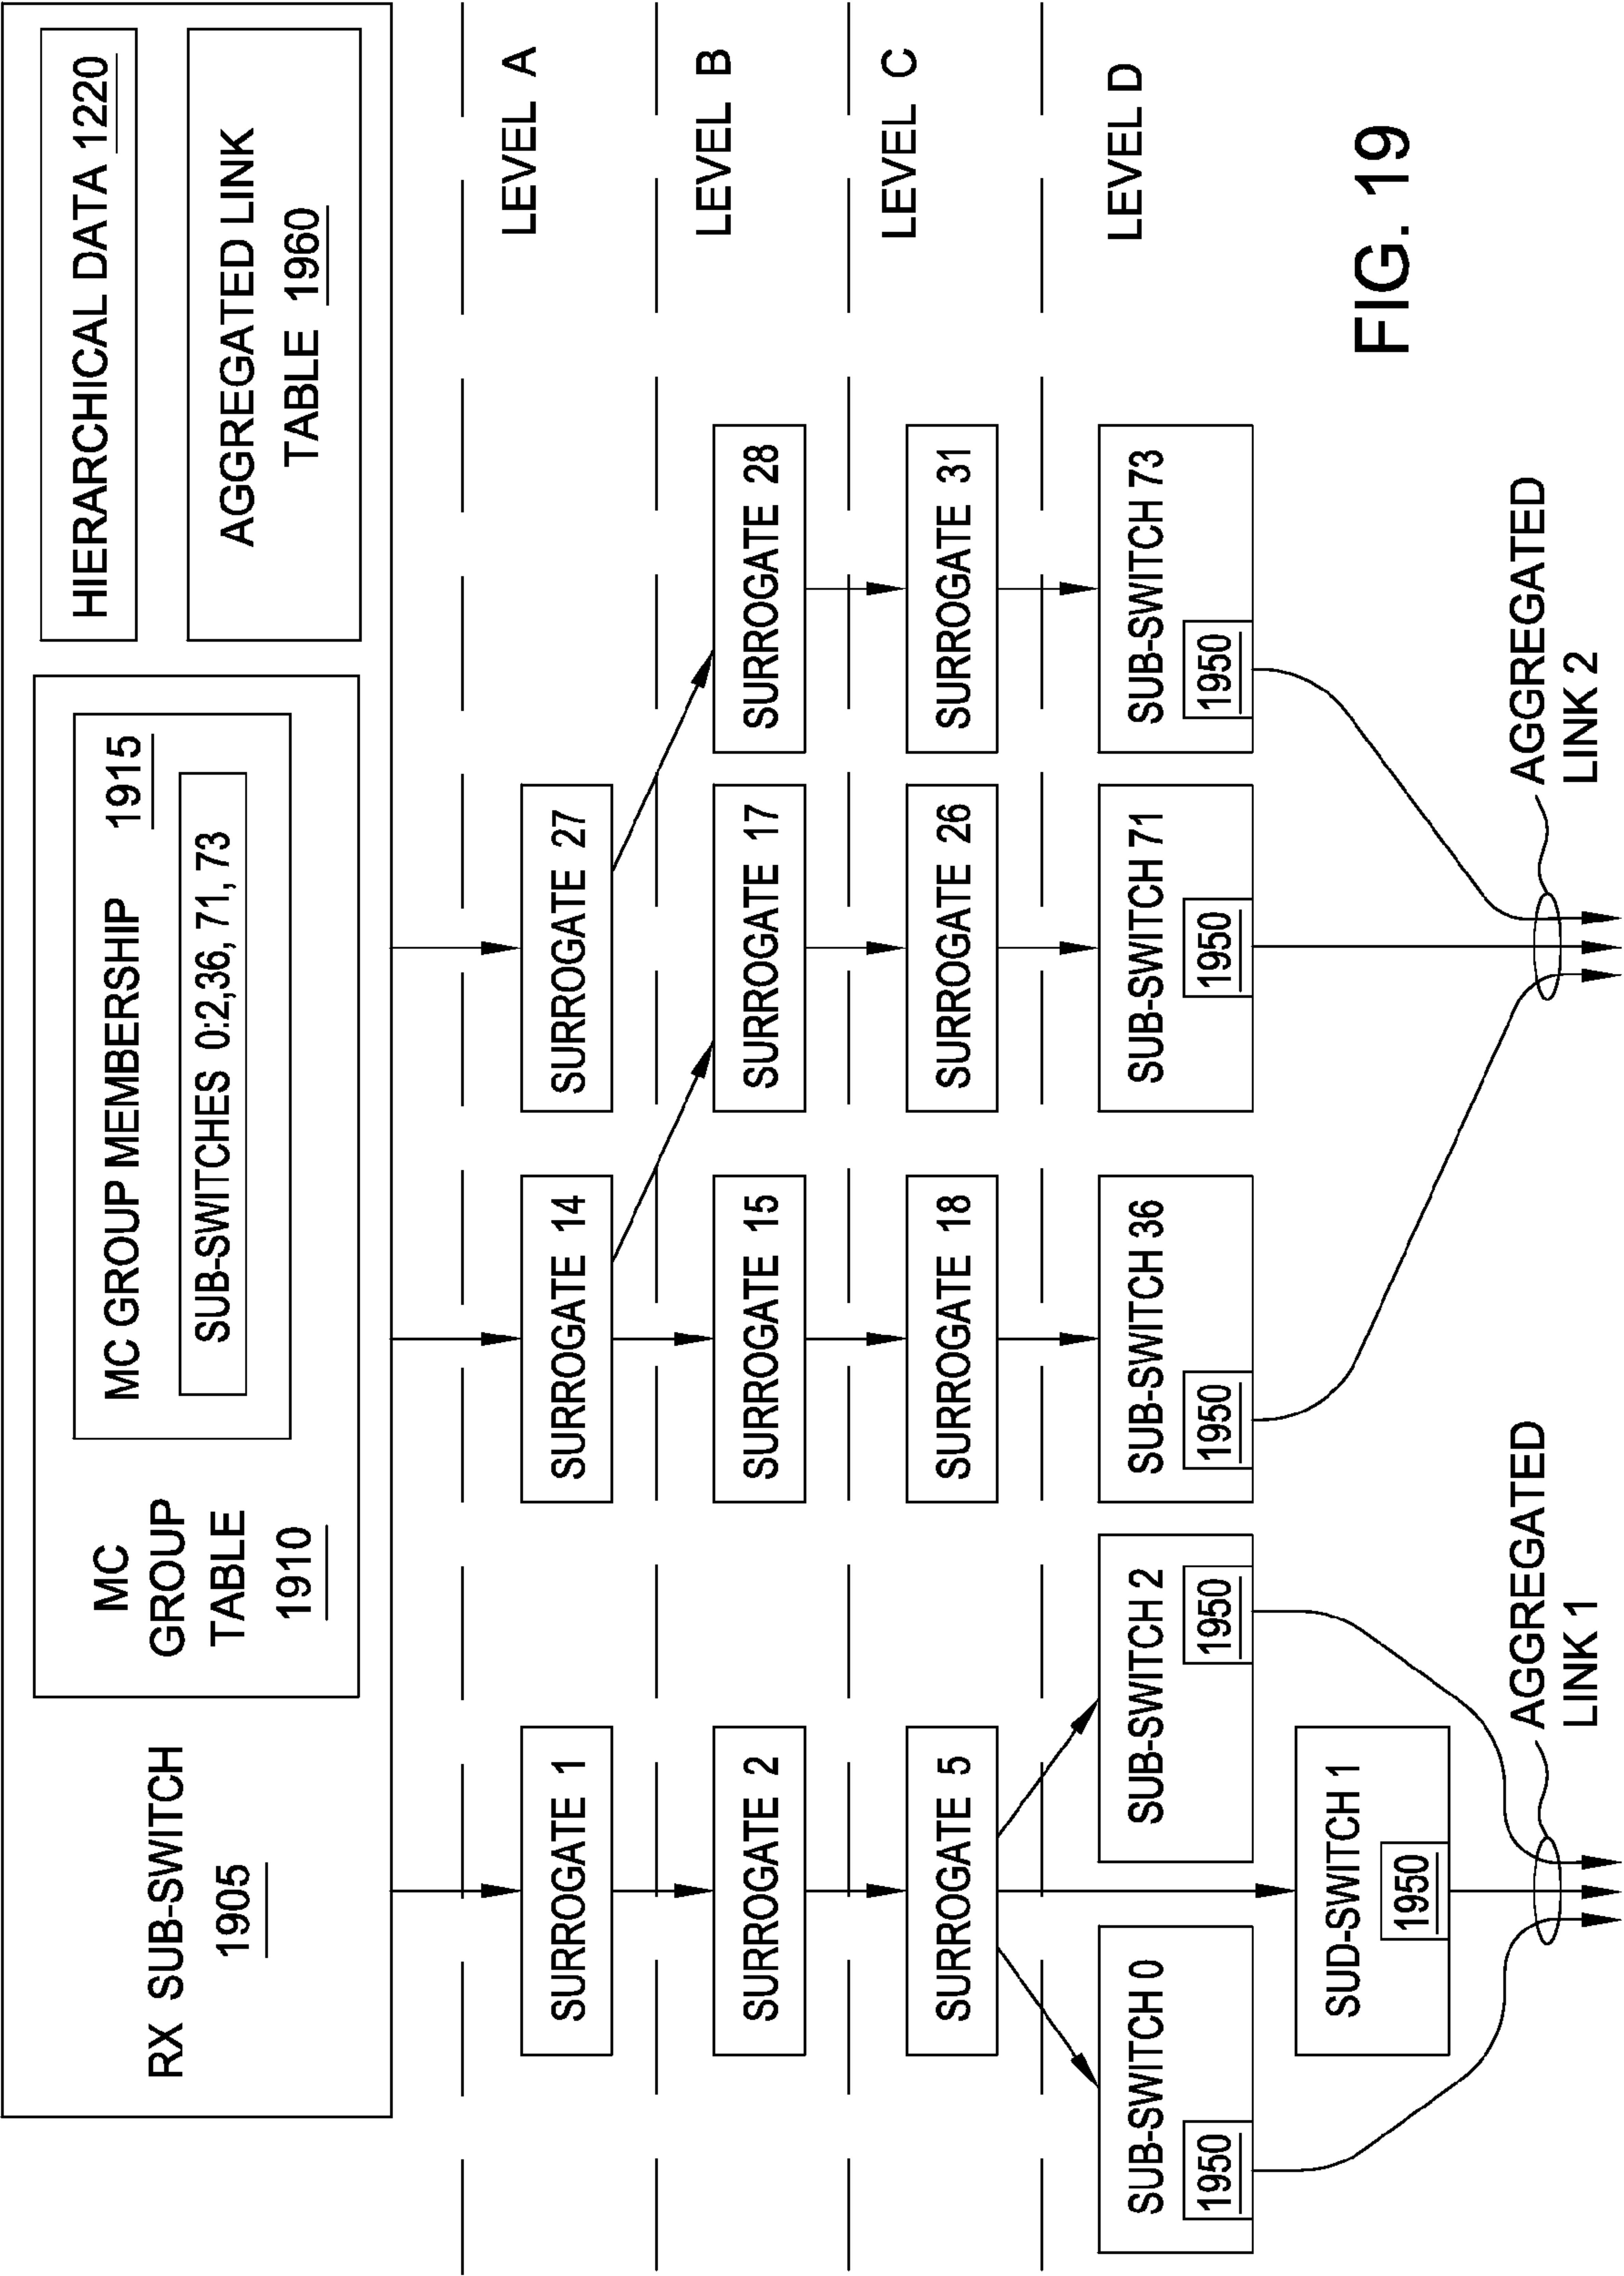 RX SUB-SWITCH
1905
MC
GROUP
TABLE
1910
MC GROUP MEMBERSHIP
1915
SUB-SWITCHES 0:2,36, 71, 73
HIERARCHICAL DATA 1220
AGGREGATED LINK
TABLE 1960
LEVEL A
SURROGATE 1
SURROGATE 14
SURROGATE 27
LEVEL B
SURROGATE 2
SURROGATE 15
SURROGATE 17
SURROGATE 28
LEVEL C
SURROGATE 5
SURROGATE 18
SURROGATE 26
SURROGATE 31
LEVEL D
SUB-SWITCH 0
1950
SUB-SWITCH 2
1950
SUB-SWITCH 36
1950
SUB-SWITCH 71
1950
SUB-SWITCH 73
1950
SUD-SWITCH 1
1950
AGGREGATED
LINK 1
AGGREGATED
LINK 2
FIG. 19